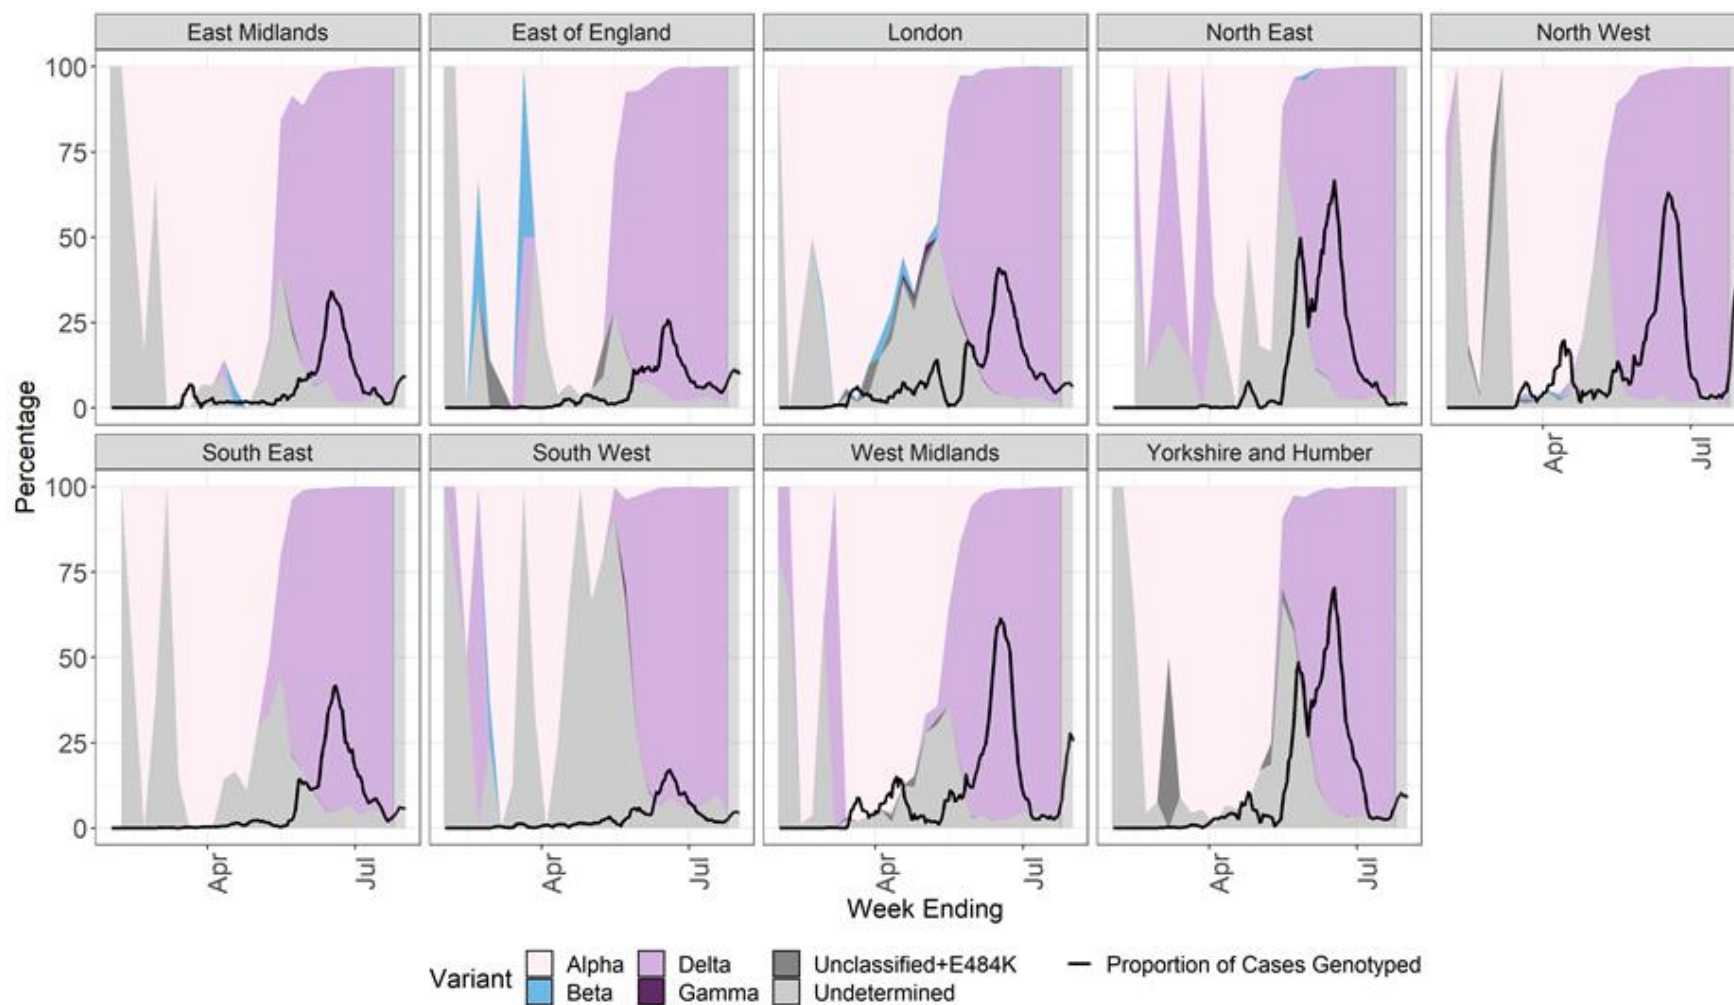 East Midlands East of England London North East North West
100
75
50
25
0
Percentage
Apr Jul
South East South West West Midlands Yorkshire and Humber
100
75
50
25
0
Apr Jul Apr Jul Apr Jul Apr Jul
Week Ending
Variant Alpha Delta Unclassified+E484K Proportion of Cases Genotyped
Beta Gamma Undetermined